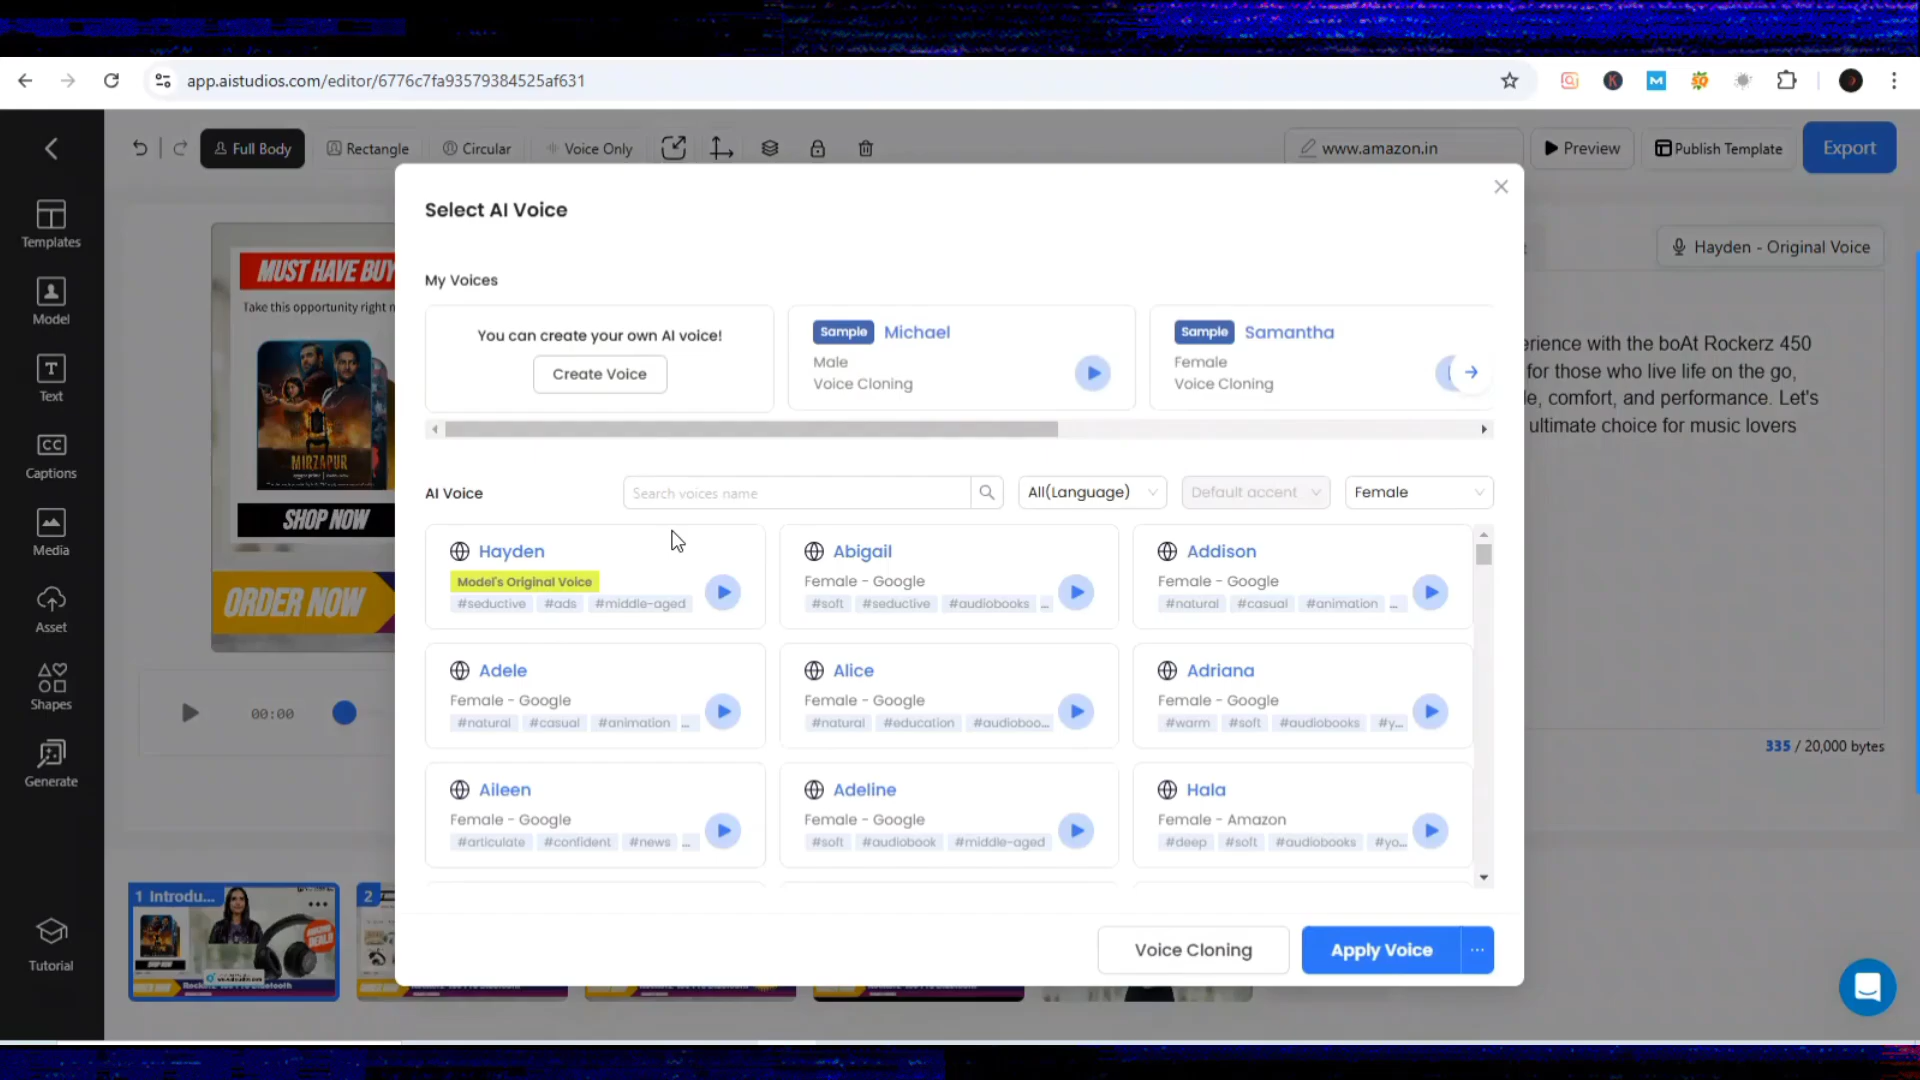 app.aistudios.com/editor/6776c7fa93579384525af631
Full Body
Rectangle
Circular
Voice Only
www.amazon.in
Preview
Publish Template
Export
Templates
Model
Text
Captions
Media
Asset
Shapes
Generate
Tutorial
MUST HAVE BUY
Take this opportunity right n
MIRZAPUR
SHOP NOW
ORDER NOW
00:00
Select AI Voice
My Voices
You can create your own AI voice!
Create Voice
Sample Michael
Male
Voice Cloning
Sample Samantha
Female
Voice Cloning
AI Voice
Search voices name
All(Language)
Default accent
Female
Hayden
Model's Original Voice
#seductive #ads #middle-aged
Abigail
Female - Google
#soft #seductive #audiobooks ...
Addison
Female - Google
#natural #casual #animation ...
Adele
Female - Google
#natural #casual #animation ...
Alice
Female - Google
#natural #education #audioboo...
Adriana
Female - Google
#warm #soft #audiobooks #y...
Aileen
Female - Google
#articulate #confident #news ...
Adeline
Female - Google
#soft #audiobook #middle-aged
Hala
Female - Amazon
#deep #soft #audiobooks #yo...
Voice Cloning
Apply Voice ...
Hayden - Original Voice
erience with the boAt Rockerz 450
for those who live life on the go,
le, comfort, and performance. Let's
ultimate choice for music lovers
335 / 20,000 bytes
1 Introdu... ...
2